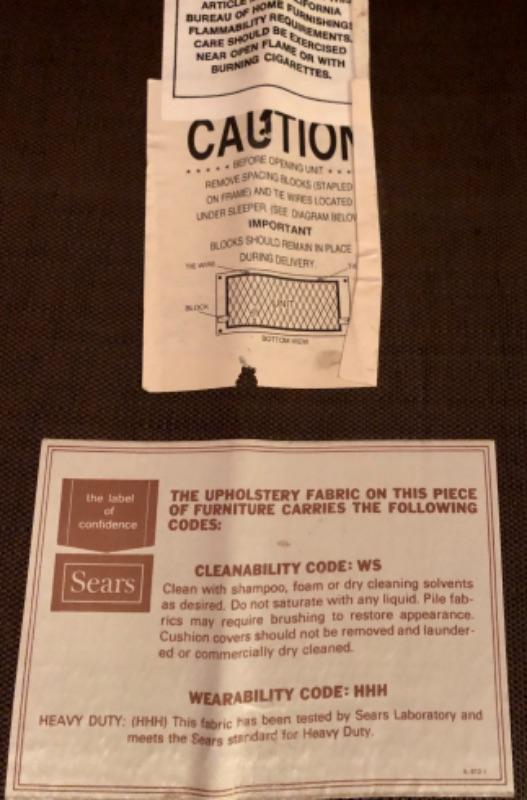 ARTICLE
BUREAU OF HOME FURNISHINGS
FLAMMABILITY REQUIREMENTS.
CARE SHOULD BE EXERCISED
NEAR OPEN FLAME OR WITH
BURNING CIGARETTES.
CAUTION
• • • • • BEFORE OPENING UNIT • • •
REMOVE SPACING BLOCKS (STAPLED
ON FRAME) AND TIE WIRES LOCATED
UNDER SLEEPER. (SEE DIAGRAM BELOW
IMPORTANT
BLOCKS SHOULD REMAIN IN PLACE
DURING DELIVERY.
TIE WIRE
BLOCK
UNIT
BOTTOM VIEW
the label
of
confidence
Sears
THE UPHOLSTERY FABRIC ON THIS PIECE
OF FURNITURE CARRIES THE FOLLOWING
CODES:
CLEANABILITY CODE: WS
Clean with shampoo, foam or dry cleaning solvents
as desired. Do not saturate with any liquid. Pile fab-
rics may require brushing to restore appearance.
Cushion covers should not be removed and launder-
ed or commercially dry cleaned.
WEARABILITY CODE: HHH
HEAVY DUTY: (HHH) This fabric has been tested by Sears Laboratory and
meets the Sears standard for Heavy Duty.